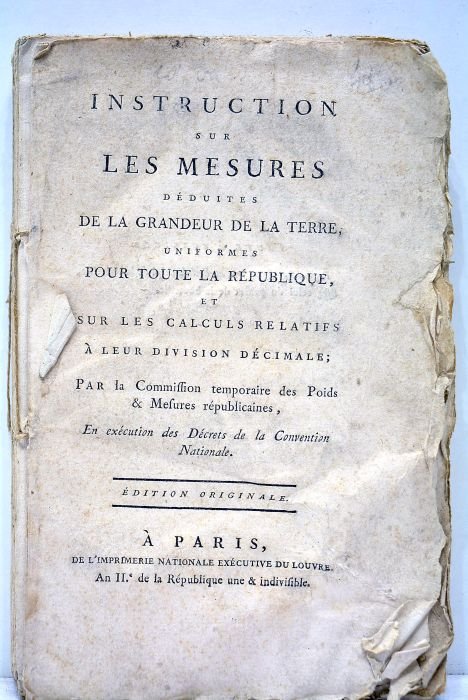 INSTRUCTION
SUR
LES MESURES
DÉDUITES
DE LA GRANDEUR DE LA TERRE,
UNIFORMES
POUR TOUTE LA RÉPUBLIQUE,
ET
SUR LES CALCULS RELATIFS
À LEUR DIVISION DÉCIMALE;
PAR la Commiſſion temporaire des Poids
& Meſures républicaines,
En exécution des Décrets de la Convention
Nationale.
ÉDITION ORIGINALE.
À PARIS,
DE L'IMPRIMERIE NATIONALE EXÉCUTIVE DU LOUVRE.
An II.ᵉ de la République une & indiviſible.